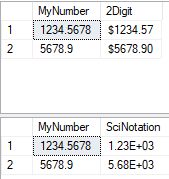 MyNumber 2Digit
1 1234.5678 $1234.57
2 5678.9 $5678.90
MyNumber SciNotation
1 1234.5678 1.23E+03
2 5678.9 5.68E+03